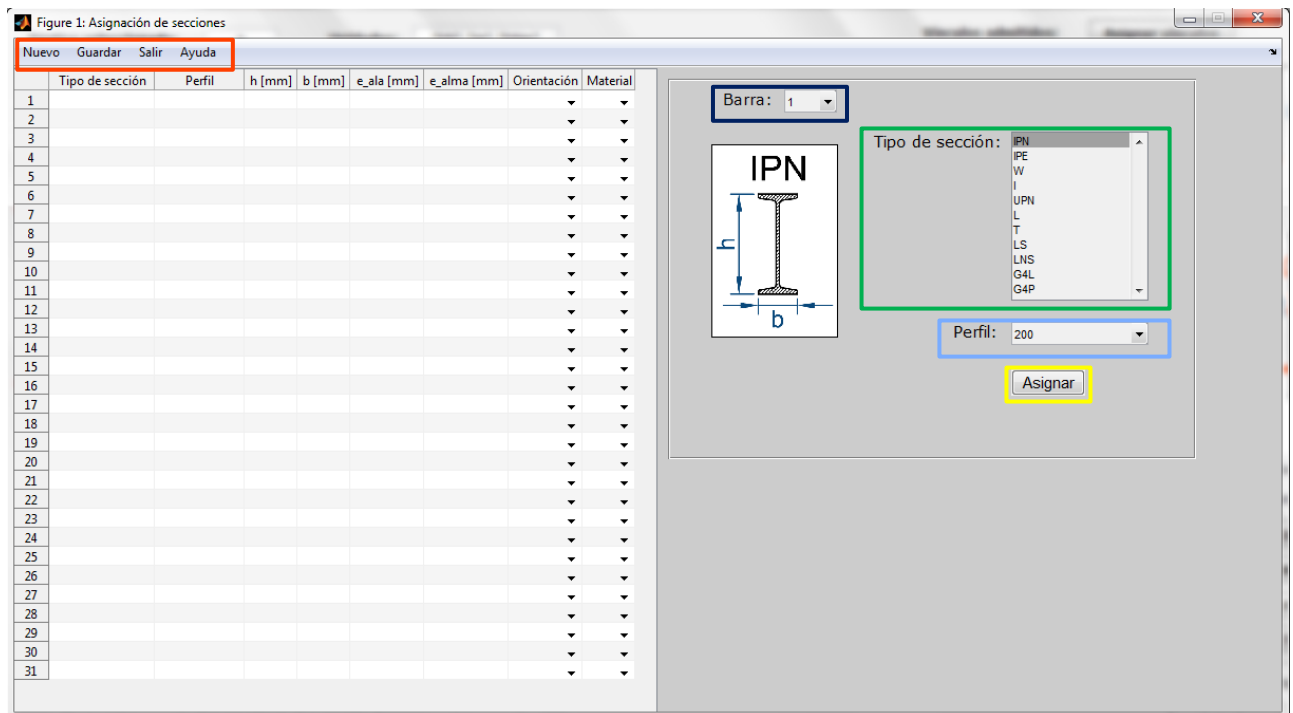 Figure 1: Asignación de secciones
Nuevo Guardar Salir Ayuda
Tipo de sección Perfil h [mm] b [mm] e_ala [mm] e_alma [mm] Orientación Material
1
2
3
4
5
6
7
8
9
10
11
12
13
14
15
16
17
18
19
20
21
22
23
24
25
26
27
28
29
30
31
Barra: 1
IPN
h
b
Tipo de sección: IPN
IPE
W
I
UPN
L
T
LS
LNS
G4L
G4P
Perfil: 200
Asignar